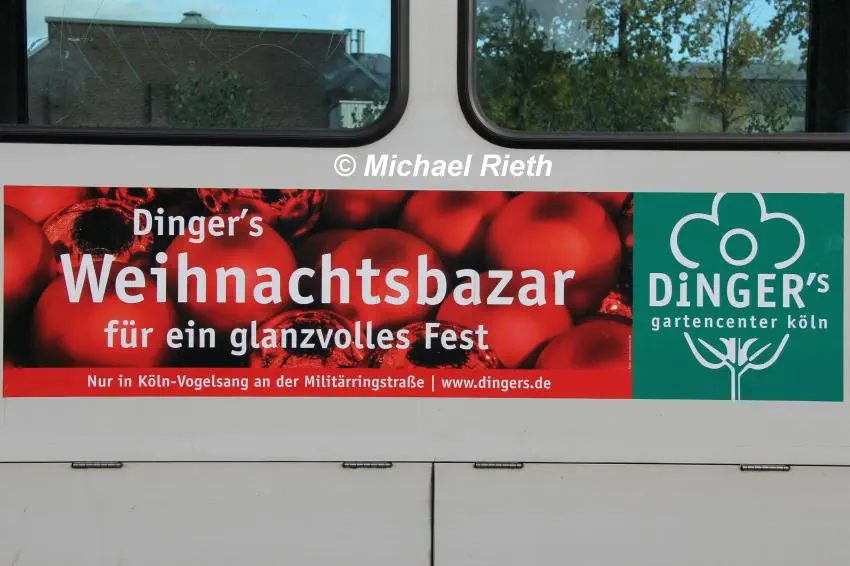 © Michael Rieth
Dinger's
Weihnachtsbazar
für ein glanzvolles Fest
Nur in Köln-Vogelsang an der Militärringstraße | www.dingers.de
DiNGER's
gartencenter köln